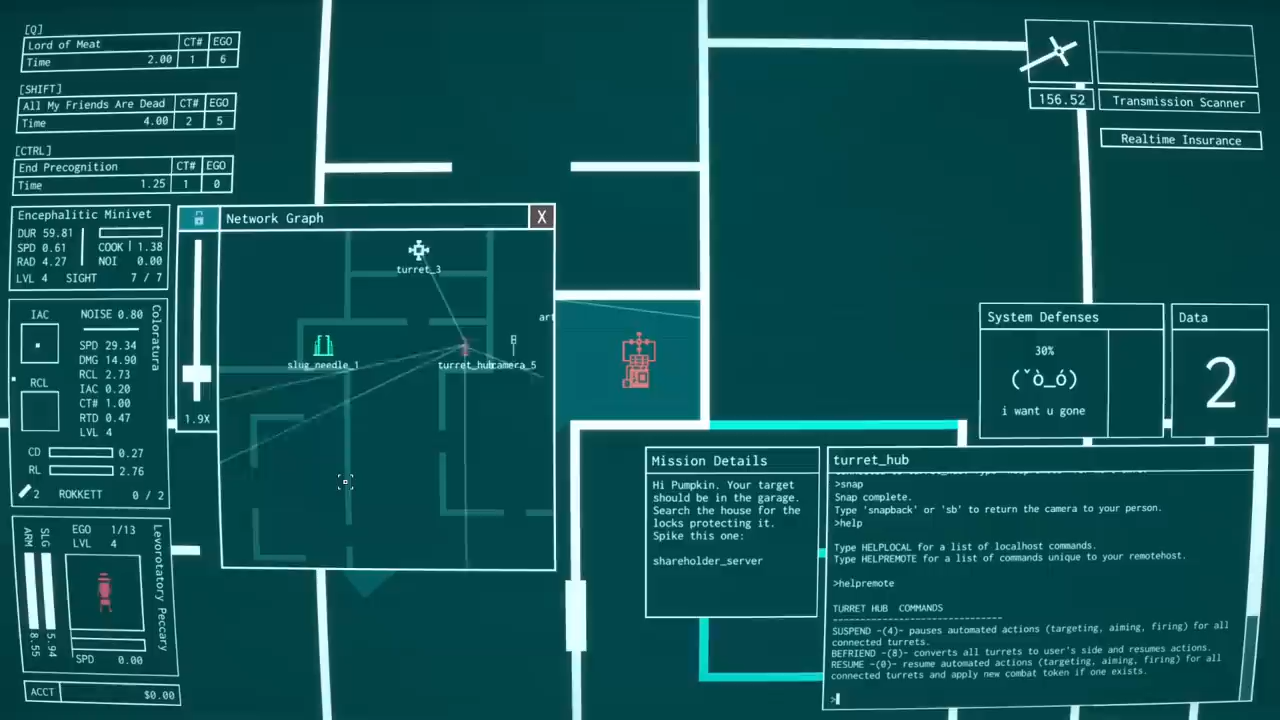 [Q]
Lord of Meat CT# EGO
Time 2.00 1 6
[SHIFT]
All My Friends Are Dead CT# EGO
Time 4.00 2 5
[CTRL]
End Precognition CT# EGO
Time 1.25 1 0
Encephalitic Minivet
DUR 59.81
SPD 0.61 COOK 1.38
RAD 4.27 NOI 0.00
LVL 4 SIGHT 7 / 7
IAC NOISE 0.80
Coloratura
SPD 29.34
DMG 14.90
RCL RCL 2.73
IAC 0.20
CT# 1.00
RTD 0.47
LVL 4
CD 0.27
RL 2.76
2 ROKKETT 0 / 2
ARM SLG
EGO 1/13
LVL 4
Levorotatory Peccary
8.55 5.94
SPD 0.00
ACCT $0.00
Network Graph X
turret_3
slug_needle_1
turret_hub
camera_5
1.9X
156.52
Transmission Scanner
Realtime Insurance
System Defenses
30%
(ˇò_ó)
i want u gone
Data
2
Mission Details
Hi Pumpkin. Your target
should be in the garage.
Search the house for the
locks protecting it.
Spike this one:
shareholder_server
turret_hub
>snap
Snap complete.
Type 'snapback' or 'sb' to return the camera to your person.
>help
Type HELPLOCAL for a list of localhost commands.
Type HELPREMOTE for a list of commands unique to your remotehost.
>helpremote
TURRET HUB COMMANDS
------------------------------
SUSPEND -(4)- pauses automated actions (targeting, aiming, firing) for all
connected turrets.
BEFRIEND -(8)- converts all turrets to user's side and resumes actions.
RESUME -(0)- resume automated actions (targeting, aiming, firing) for all
connected turrets and apply new combat token if one exists.
>